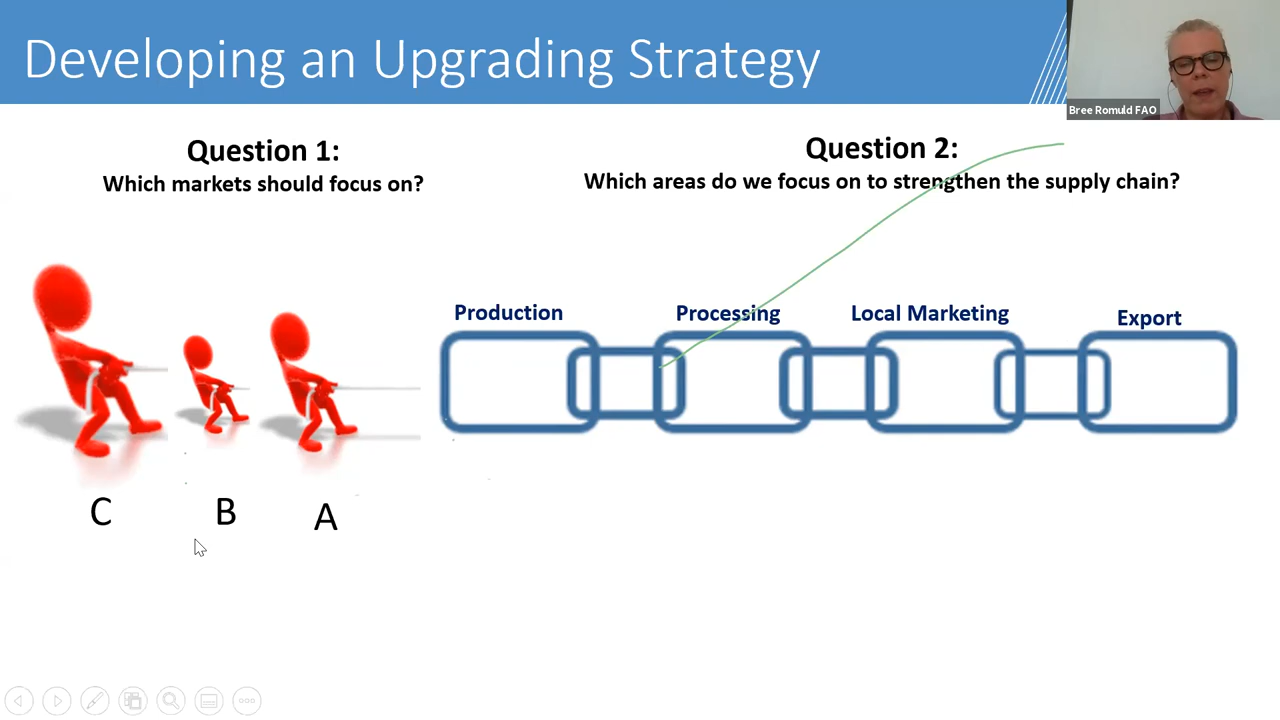 Developing an Upgrading Strategy
Bree Romuld FAO
Question 1:
Which markets should focus on?
Question 2:
Which areas do we focus on to strengthen the supply chain?
Production
Processing
Local Marketing
Export
C
B
A